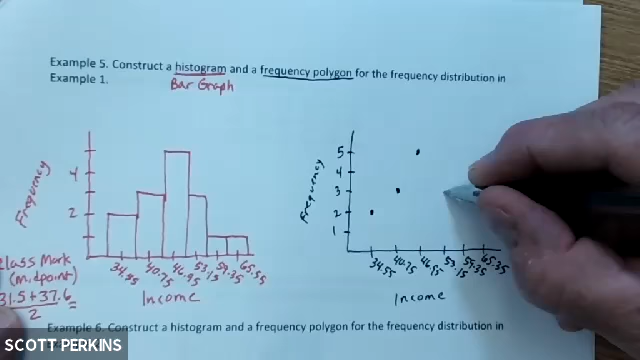 Example 5. Construct a histogram and a frequency polygon for the frequency distribution in
Example 1.
Bar Graph
Frequency
4
2
34.55 40.75 46.95 53.15 59.35 65.55
Income
Class Mark
(midpoint)
31.5 + 37.6 =
2
Frequency
5
4
3
2
1
34.55 40.75 46.95 53.15 59.35 65.55
Income
Example 6. Construct a histogram and a frequency polygon for the frequency distribution in
SCOTT PERKINS